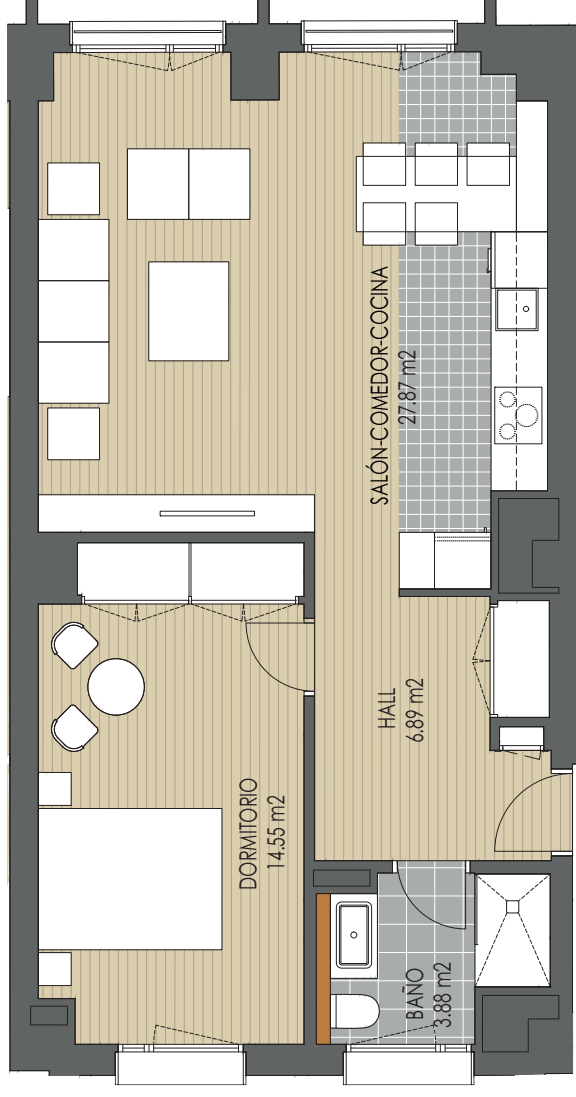 SALÓN-COMEDOR-COCINA
27.87 m2
HALL
6.89 m2
DORMITORIO
14.55 m2
BAÑO
3.88 m2